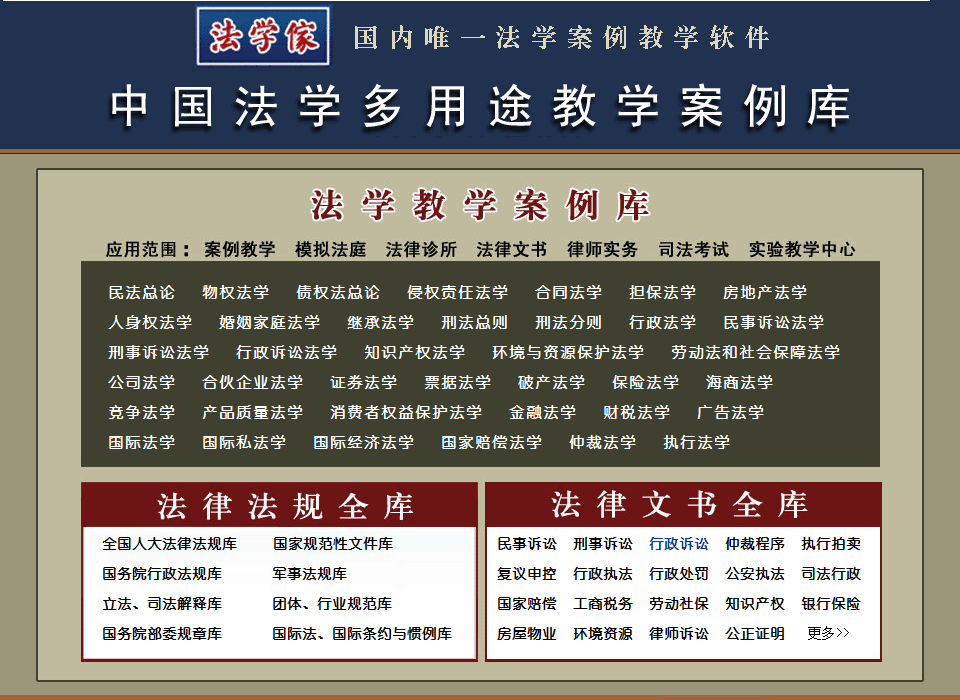 法学傢 国内唯一法学案例教学软件
中国法学多用途教学案例库
法学教学案例库
应用范围： 案例教学 模拟法庭 法律诊所 法律文书 律师实务 司法考试 实验教学中心
民法总论 物权法学 债权法总论 侵权责任法学 合同法学 担保法学 房地产法学
人身权法学 婚姻家庭法学 继承法学 刑法总则 刑法分则 行政法学 民事诉讼法学
刑事诉讼法学 行政诉讼法学 知识产权法学 环境与资源保护法学 劳动法和社会保障法学
公司法学 合伙企业法学 证券法学 票据法学 破产法学 保险法学 海商法学
竞争法学 产品质量法学 消费者权益保护法学 金融法学 财税法学 广告法学
国际法学 国际私法学 国际经济法学 国家赔偿法学 仲裁法学 执行法学
法律法规全库
全国人大法律法规库 国家规范性文件库
国务院行政法规库 军事法规库
立法、司法解释库 团体、行业规范库
国务院部委规章库 国际法、国际条约与惯例库
法律文书全库
民事诉讼 刑事诉讼 行政诉讼 仲裁程序 执行拍卖
复议申控 行政执法 行政处罚 公安执法 司法行政
国家赔偿 工商税务 劳动社保 知识产权 银行保险
房屋物业 环境资源 律师诉讼 公正证明 更多>>